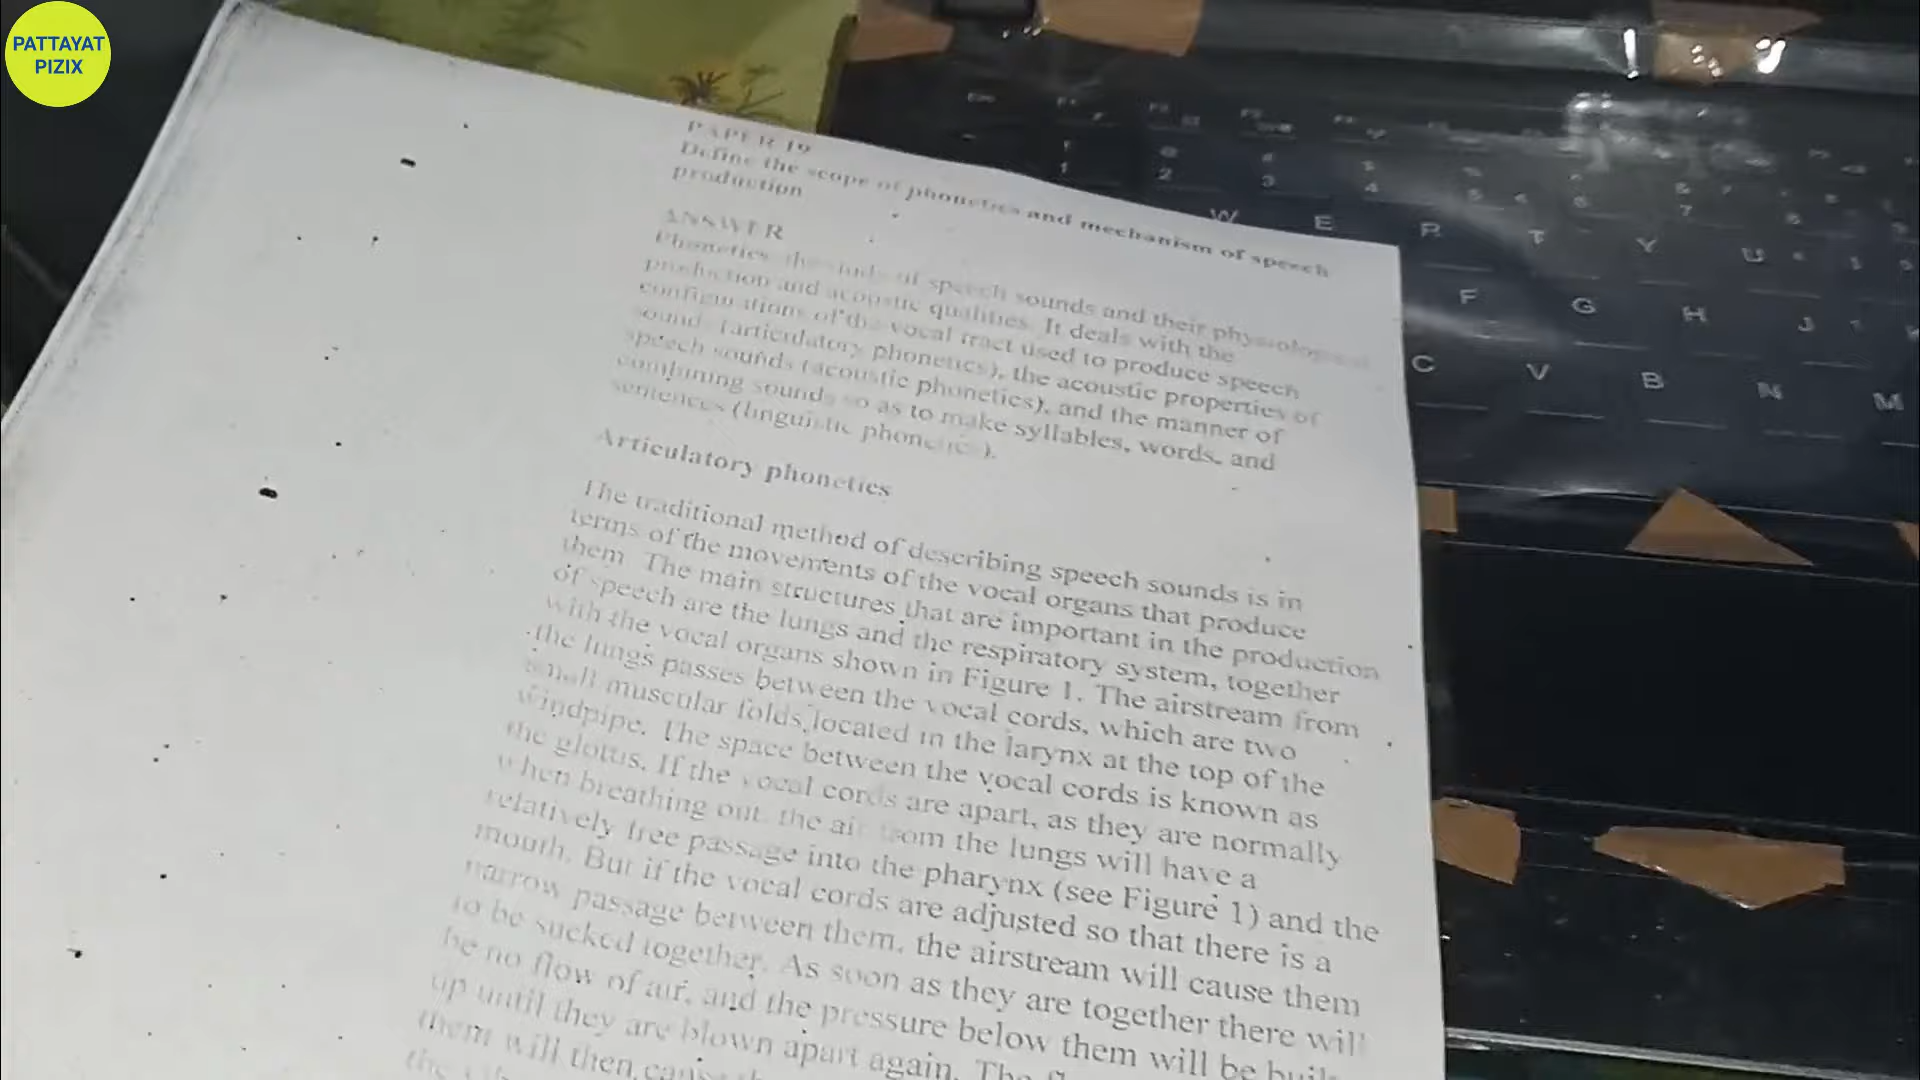 PATTAYAT
PIZIX
PAPER 19
Define the scope of phonetics and mechanism of speech
production
ANSWER
Phonetics the study of speech sounds and their physiological
production and acoustic qualities. It deals with the
configurations of the vocal tract used to produce speech
sounds (articulatory phonetics), the acoustic properties of
speech sounds (acoustic phonetics), and the manner of
combining sounds so as to make syllables, words, and
sentences (linguistic phonetics).
Articulatory phonetics
The traditional method of describing speech sounds is in
terms of the movements of the vocal organs that produce
them. The main structures that are important in the production
of speech are the lungs and the respiratory system, together
with the vocal organs shown in Figure 1. The airstream from
the lungs passes between the vocal cords, which are two
small muscular folds located in the larynx at the top of the
windpipe. The space between the vocal cords is known as
the glottis. If the vocal cords are apart, as they are normally
when breathing out, the air from the lungs will have a
relatively free passage into the pharynx (see Figure 1) and the
mouth. But if the vocal cords are adjusted so that there is a
narrow passage between them, the airstream will cause them
to be sucked together. As soon as they are together there will
be no flow of air, and the pressure below them will be built
up until they are blown apart again. The
them will then
1 2 3 4 5 6 7
W E R T Y U
F G H J
C V B N M